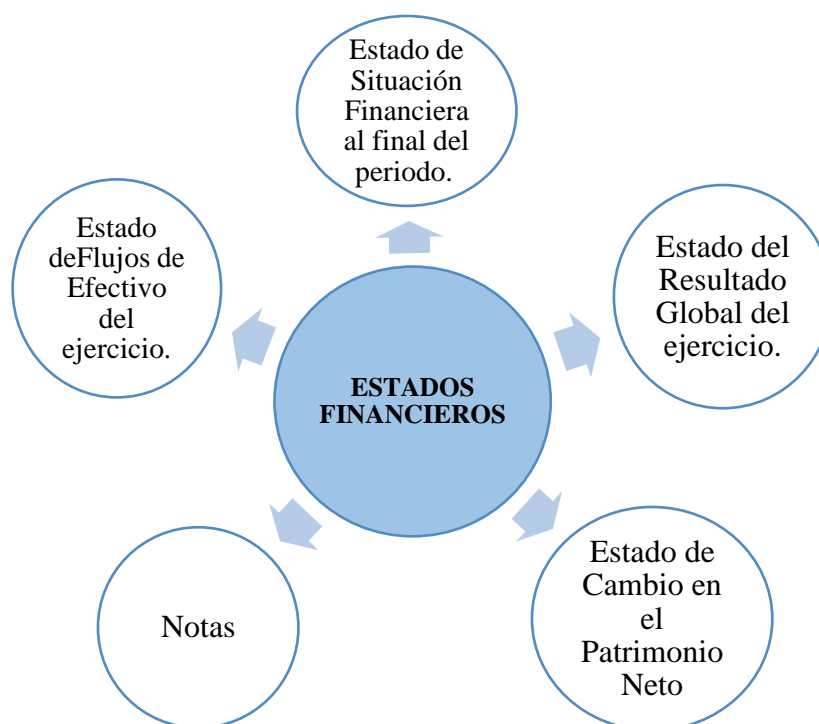 Estado de
Situación
Financiera
al final del
periodo.
Estado
deFlujos de
Efectivo
del
ejercicio.
Estado del
Resultado
Global del
ejercicio.
ESTADOS
FINANCIEROS
Notas
Estado de
Cambio en
el
Patrimonio
Neto